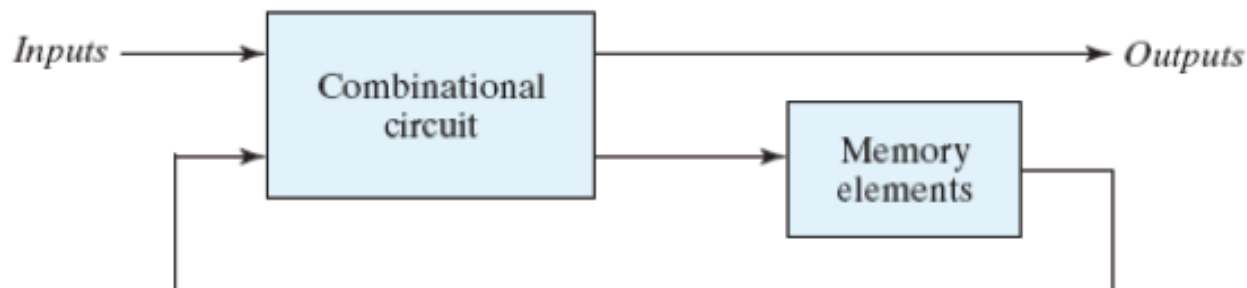 Inputs
Combinational
circuit
Outputs
Memory
elements